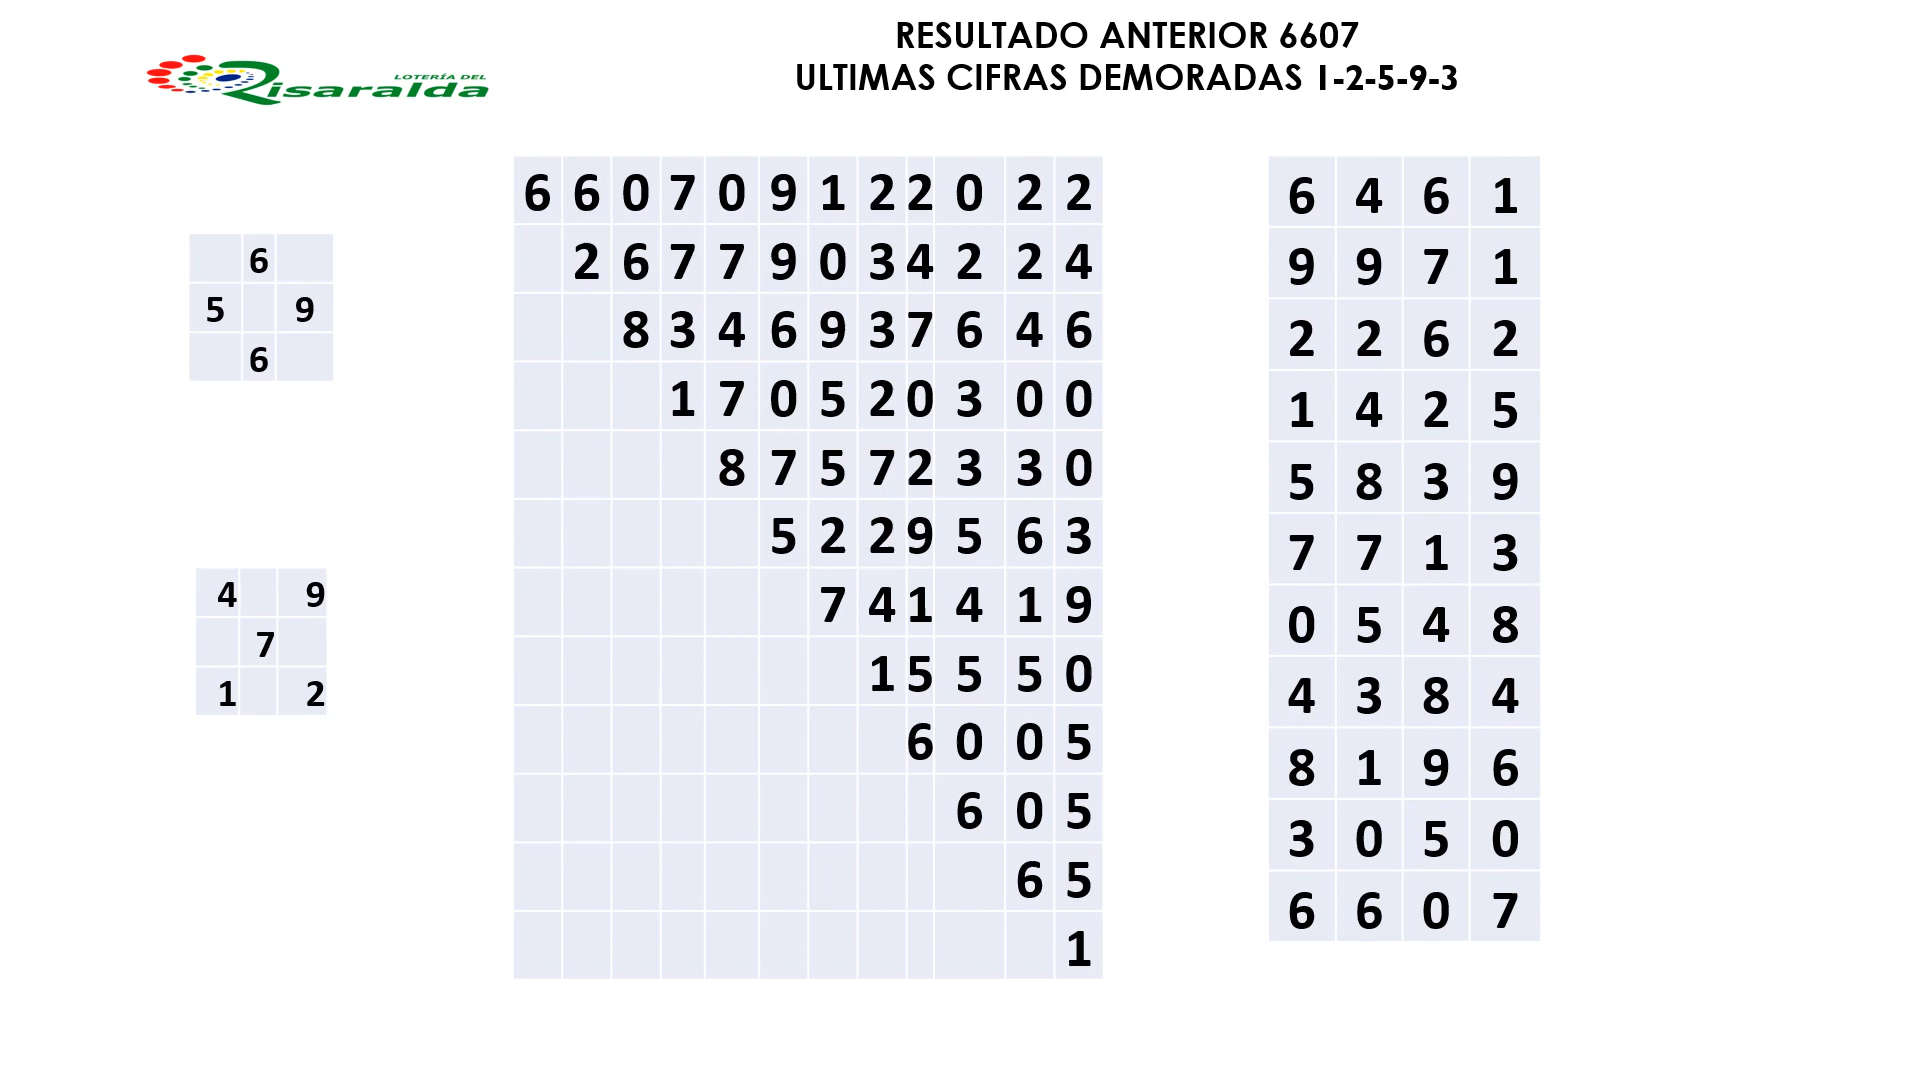 RESULTADO ANTERIOR 6607
ULTIMAS CIFRAS DEMORADAS 1-2-5-9-3
LOTERÍA DEL
Risaralda
6
5 9
6
4 9
7
1 2
6 6 0 7 0 9 1 2 2 0 2 2
2 6 7 7 9 0 3 4 2 2 4
8 3 4 6 9 3 7 6 4 6
1 7 0 5 2 0 3 0 0
8 7 5 7 2 3 3 0
5 2 2 9 5 6 3
7 4 1 4 1 9
1 5 5 5 0
6 0 0 5
6 0 5
6 5
1
6 4 6 1
9 9 7 1
2 2 6 2
1 4 2 5
5 8 3 9
7 7 1 3
0 5 4 8
4 3 8 4
8 1 9 6
3 0 5 0
6 6 0 7